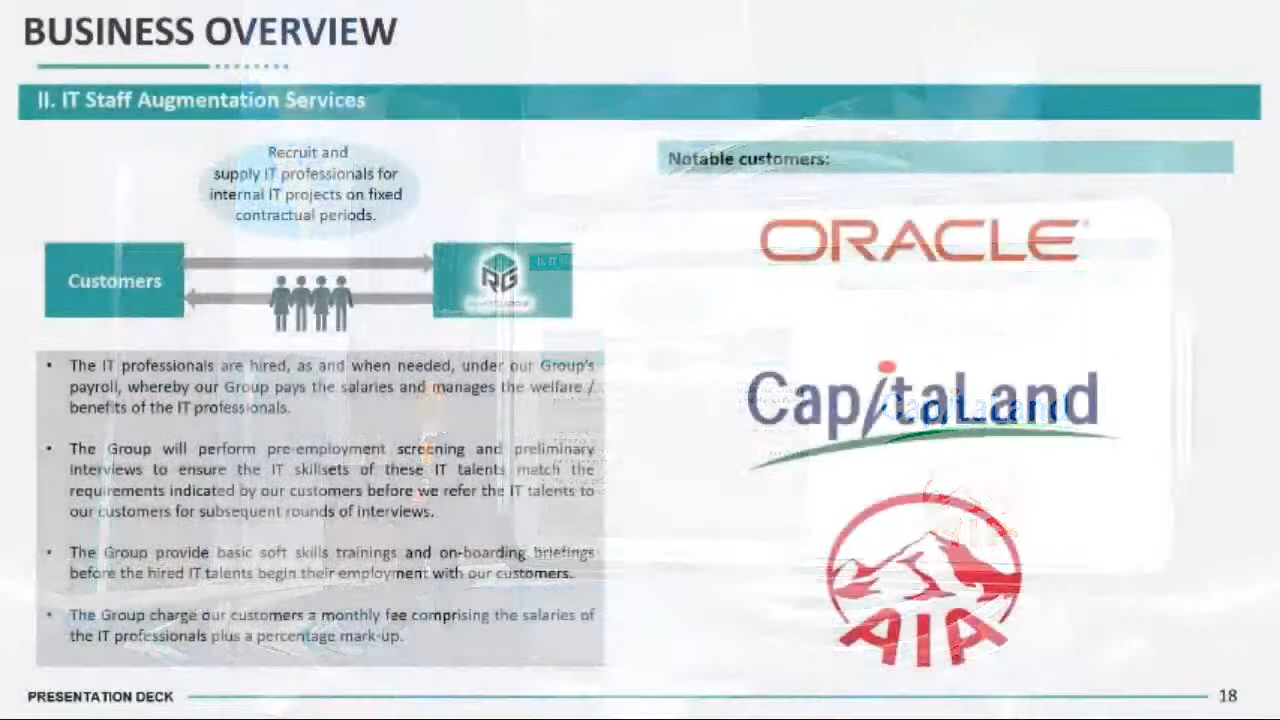 BUSINESS OVERVIEW
II. IT Staff Augmentation Services
Recruit and
supply IT professionals for
internal IT projects on fixed
contractual periods.
Customers
RG
• The IT professionals are hired, as and when needed, under our Group's
payroll, whereby our Group pays the salaries and manages the welfare /
benefits of the IT professionals.
• The Group will perform pre-employment screening and preliminary
interviews to ensure the IT skillsets of these IT talents match the
requirements indicated by our customers before we refer the IT talents to
our customers for subsequent rounds of interviews.
• The Group provide basic soft skills trainings and on-boarding briefings
before the hired IT talents begin their employment with our customers.
• The Group charge our customers a monthly fee comprising the salaries of
the IT professionals plus a percentage mark-up.
Notable customers:
ORACLE
CapitaLand
AIA
PRESENTATION DECK
18